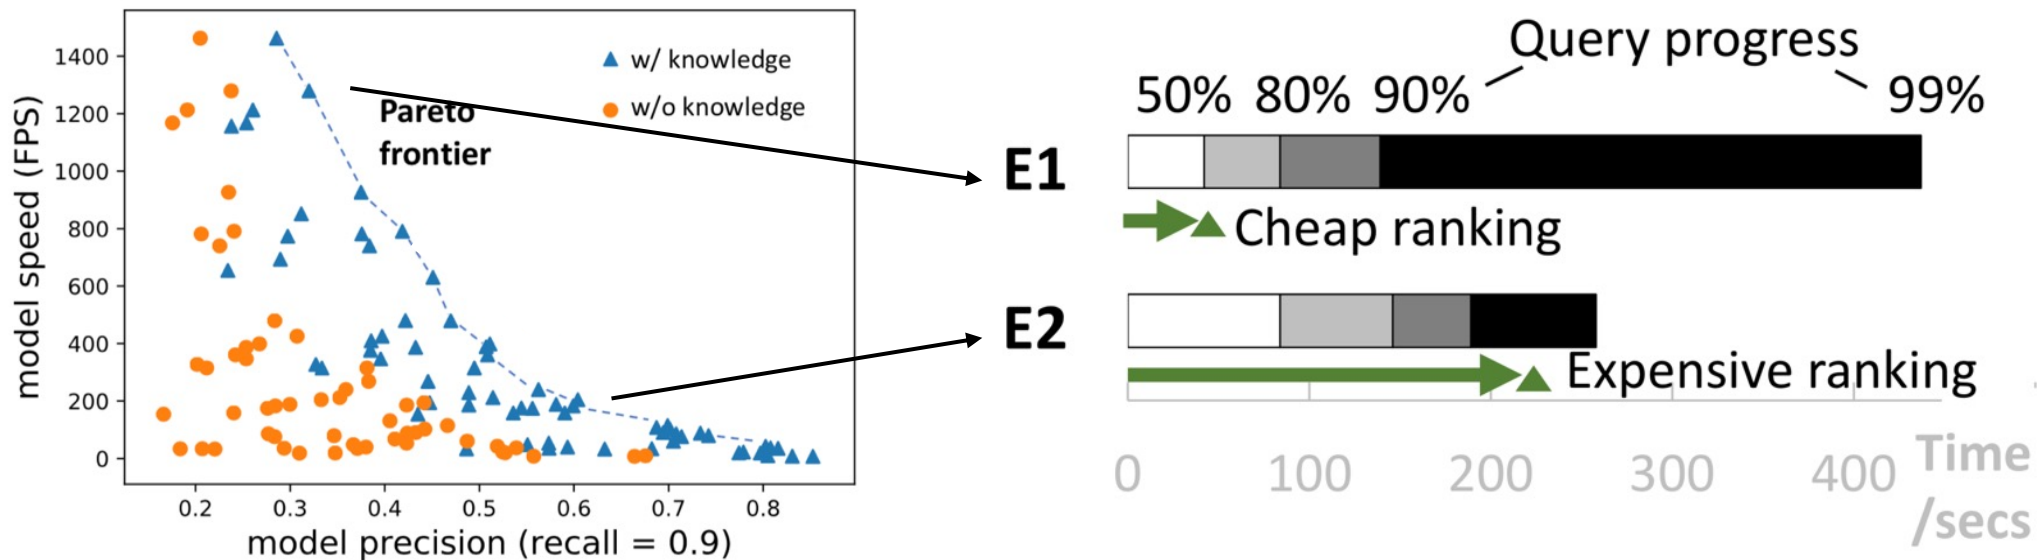 model speed (FPS)
1400
1200
1000
800
600
400
200
0
w/ knowledge
w/o knowledge
Pareto
frontier
0.2 0.3 0.4 0.5 0.6 0.7 0.8
model precision (recall = 0.9)
Query progress
50% 80% 90% 99%
E1
Cheap ranking
E2
Expensive ranking
0 100 200 300 400
Time
/secs